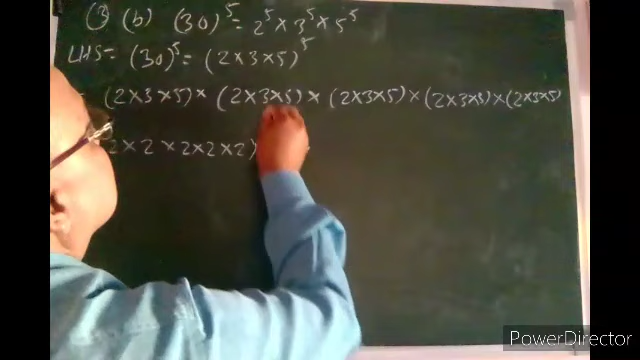 (3) (b) (30)⁵ = 2⁵ × 3⁵ × 5⁵
LHS = (30)⁵ = (2×3×5)⁵
(2×3×5) × (2×3×5) × (2×3×5) × (2×3×5) × (2×3×5)
2 × 2 × 2 × 2 × 2)
PowerDirector